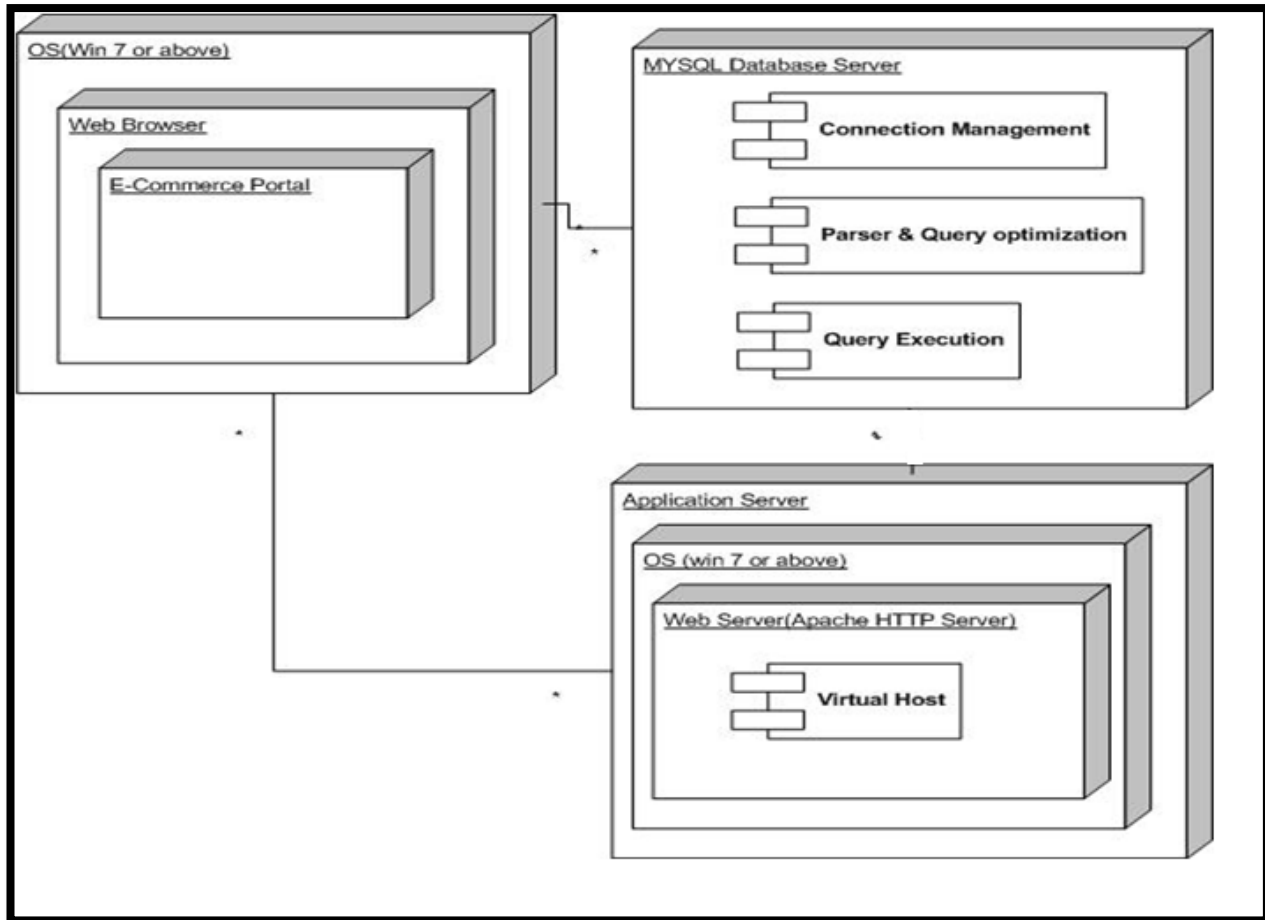 OS(Win 7 or above)
Web Browser
E-Commerce Portal
*
*
MYSQL Database Server
Connection Management
Parser & Query optimization
Query Execution
*
*
Application Server
OS (win 7 or above)
Web Server(Apache HTTP Server)
Virtual Host
*